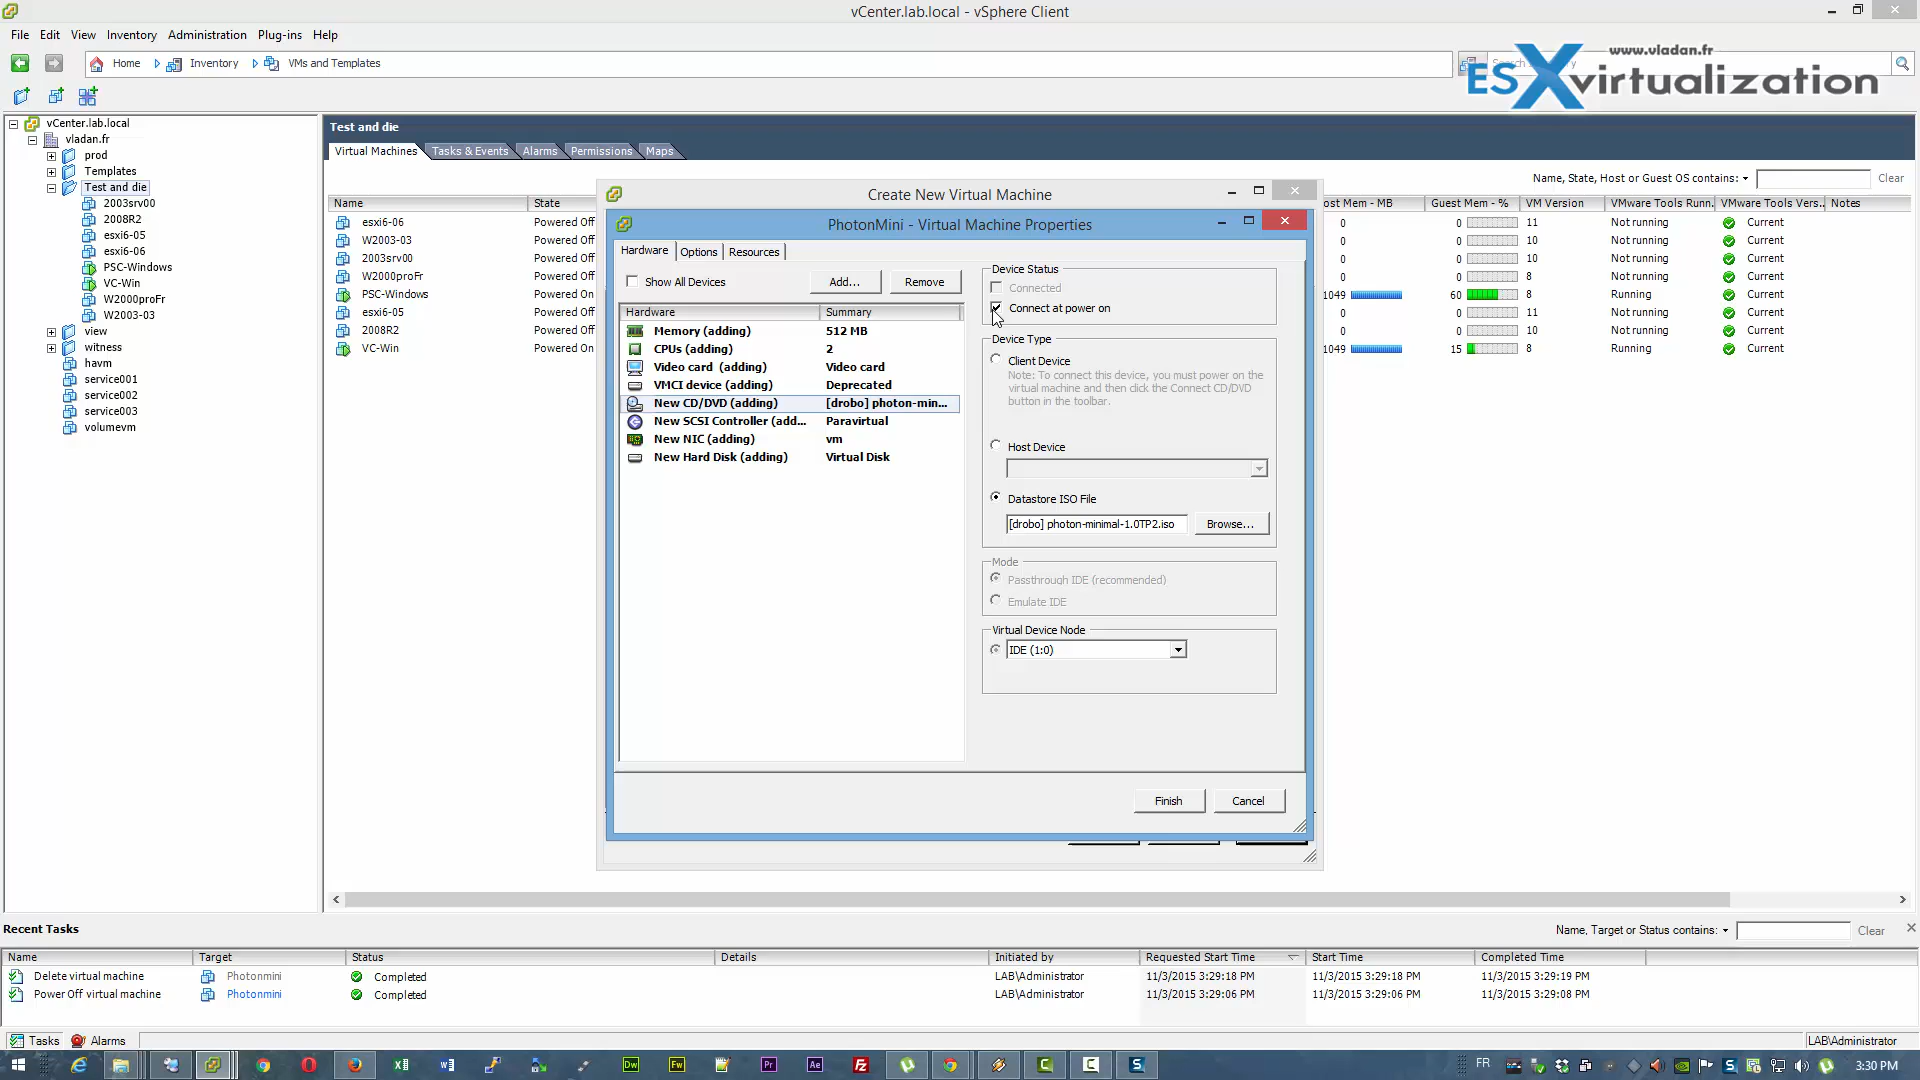 vCenter.lab.local - vSphere Client
File Edit View Inventory Administration Plug-ins Help
Home Inventory VMs and Templates
www.vladan.fr
ESXvirtualization
vCenter.lab.local
vladan.fr
prod
Templates
Test and die
2003srv00
2008R2
esxi6-05
esxi6-06
PSC-Windows
VC-Win
W2000proFr
W2003-03
view
witness
havm
service001
service002
service003
volumevm
Test and die
Virtual Machines Tasks & Events Alarms Permissions Maps
Name, State, Host or Guest OS contains: Clear
Name State ost Mem - MB Guest Mem - % VM Version VMware Tools Runn.. VMware Tools Vers.. Notes
esxi6-06 Powered Off 0 0 11 Not running Current
W2003-03 Powered Off 0 0 10 Not running Current
2003srv00 Powered Off 0 0 10 Not running Current
W2000proFr Powered Off 0 0 8 Not running Current
PSC-Windows Powered On 1049 60 8 Running Current
esxi6-05 Powered Off 0 0 11 Not running Current
2008R2 Powered Off 0 0 10 Not running Current
VC-Win Powered On 1049 15 8 Running Current
Create New Virtual Machine
PhotonMini - Virtual Machine Properties
Hardware Options Resources
Show All Devices Add... Remove
Hardware Summary
Memory (adding) 512 MB
CPUs (adding) 2
Video card (adding) Video card
VMCI device (adding) Deprecated
New CD/DVD (adding) [drobo] photon-min...
New SCSI Controller (add... Paravirtual
New NIC (adding) vm
New Hard Disk (adding) Virtual Disk
Device Status
Connected
Connect at power on
Device Type
Client Device
Note: To connect this device, you must power on the
virtual machine and then click the Connect CD/DVD
button in the toolbar.
Host Device
Datastore ISO File
[drobo] photon-minimal-1.0TP2.iso Browse...
Mode
Passthrough IDE (recommended)
Emulate IDE
Virtual Device Node
IDE (1:0)
Finish Cancel
Recent Tasks
Name, Target or Status contains: Clear
Name Target Status Details Initiated by Requested Start Time Start Time Completed Time
Delete virtual machine Photonmini Completed LAB\Administrator 11/3/2015 3:29:18 PM 11/3/2015 3:29:18 PM 11/3/2015 3:29:19 PM
Power Off virtual machine Photonmini Completed LAB\Administrator 11/3/2015 3:29:06 PM 11/3/2015 3:29:06 PM 11/3/2015 3:29:08 PM
Tasks Alarms LAB\Administrator
FR 3:30 PM